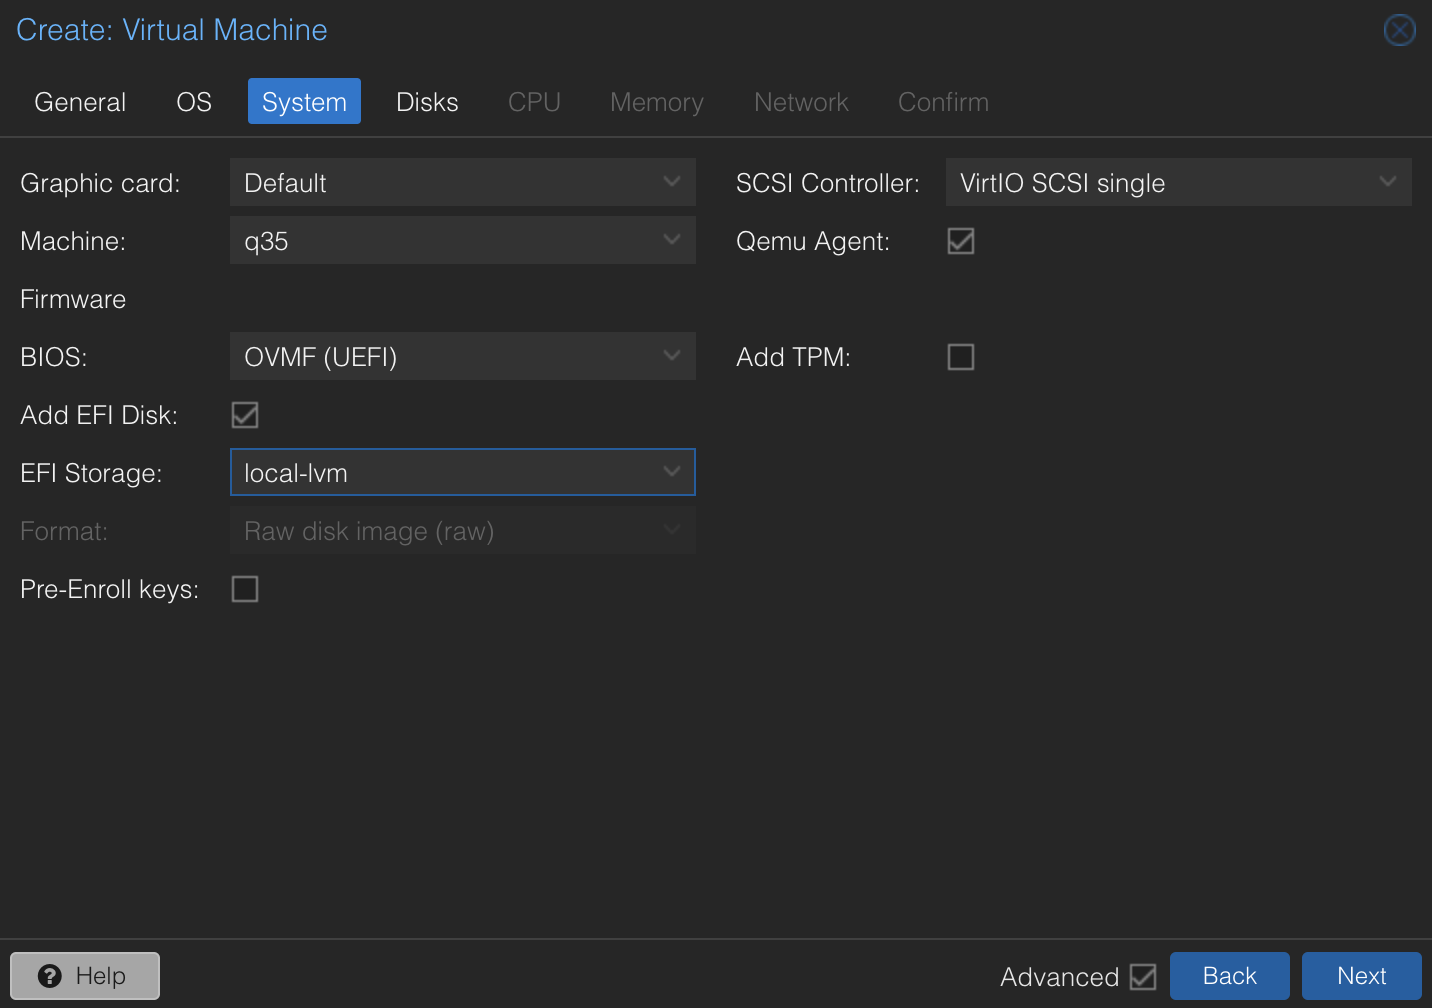 Create: Virtual Machine
General OS System Disks CPU Memory Network Confirm
Graphic card: Default SCSI Controller: VirtIO SCSI single
Machine: q35 Qemu Agent:
Firmware
BIOS: OVMF (UEFI) Add TPM:
Add EFI Disk:
EFI Storage: local-lvm
Format: Raw disk image (raw)
Pre-Enroll keys:
Help Advanced Back Next